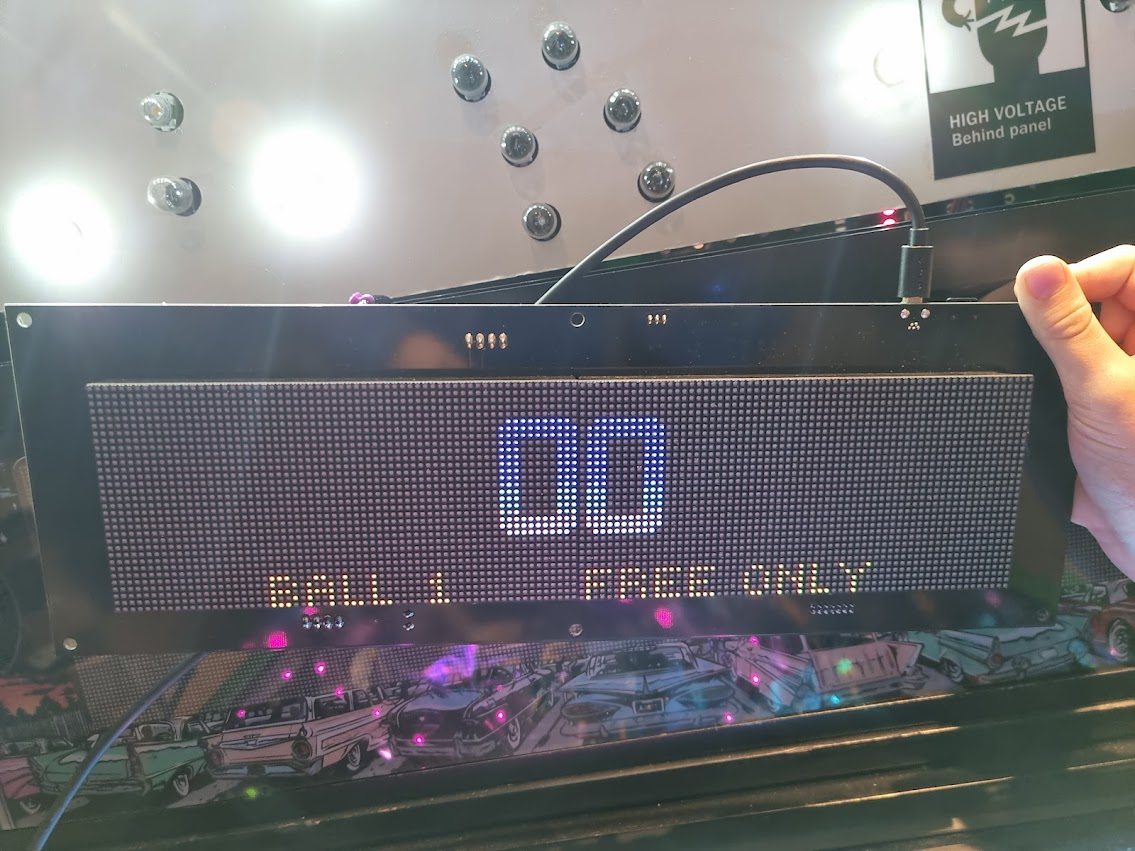 HIGH VOLTAGE
Behind panel
00
BALL 1 FREE ONLY